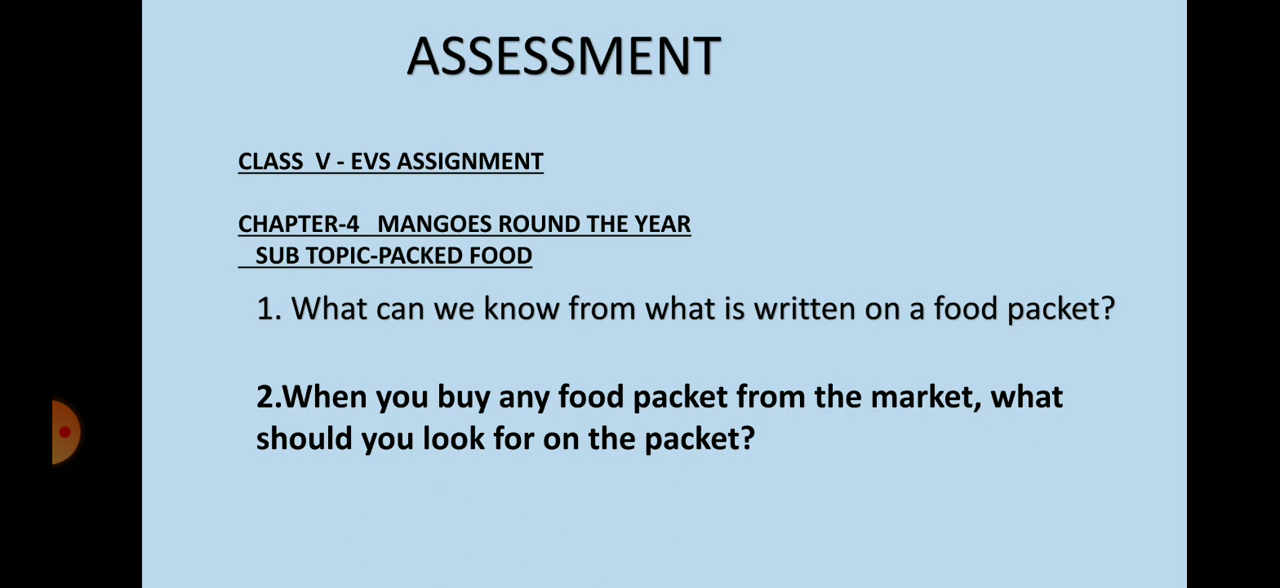 ASSESSMENT
CLASS  V - EVS ASSIGNMENT
CHAPTER-4   MANGOES ROUND THE YEAR
SUB TOPIC-PACKED FOOD
1. What can we know from what is written on a food packet?
2.When you buy any food packet from the market, what
should you look for on the packet?